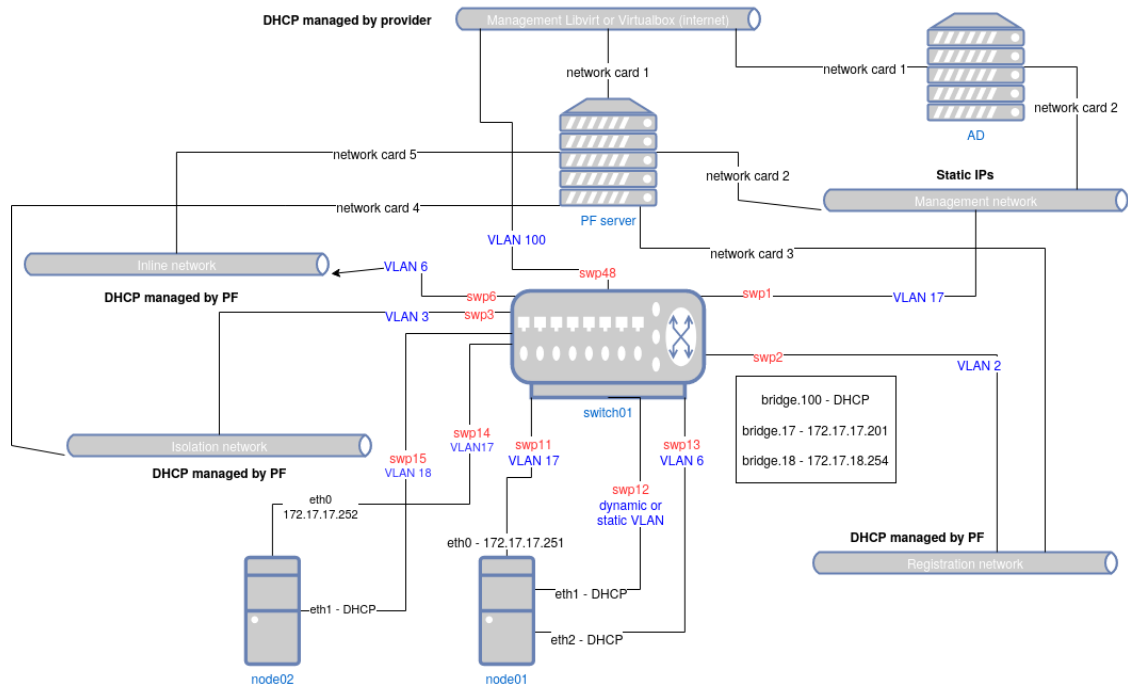 DHCP managed by provider
Management Libvirt or Virtualbox (internet)
network card 1
network card 1
network card 2
AD
network card 5
network card 2
Static IPs
Management network
network card 4
PF server
VLAN 100
network card 3
Inline network
VLAN 6
swp48
DHCP managed by PF
swp6
swp1
VLAN 17
VLAN 3
swp3
swp2
VLAN 2
switch01
bridge.100 - DHCP
bridge.17 - 172.17.17.201
bridge.18 - 172.17.18.254
Isolation network
DHCP managed by PF
swp14
VLAN17
swp15
VLAN 18
swp11
VLAN 17
swp13
VLAN 6
swp12
dynamic or
static VLAN
eth0
172.17.17.252
eth0 - 172.17.17.251
DHCP managed by PF
Registration network
eth1 - DHCP
eth1 - DHCP
eth2 - DHCP
node02
node01